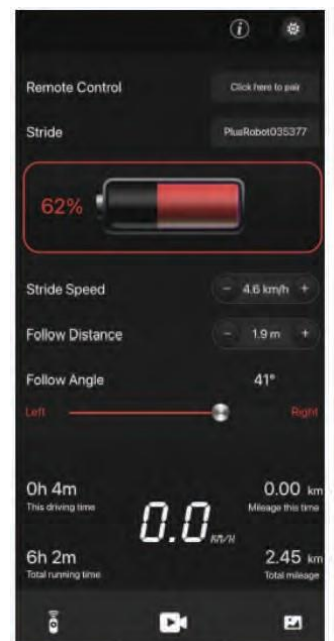 Remote Control
Click here to pair
Stride
PlusRobot035377
62%
Stride Speed
- 4.6 km/h +
Follow Distance
- 1.9 m +
Follow Angle
41°
Left
Right
0h 4m
This driving time
0.00 km
Mileage this time
0.0 KM/H
6h 2m
Total running time
2.45 km
Total mileage